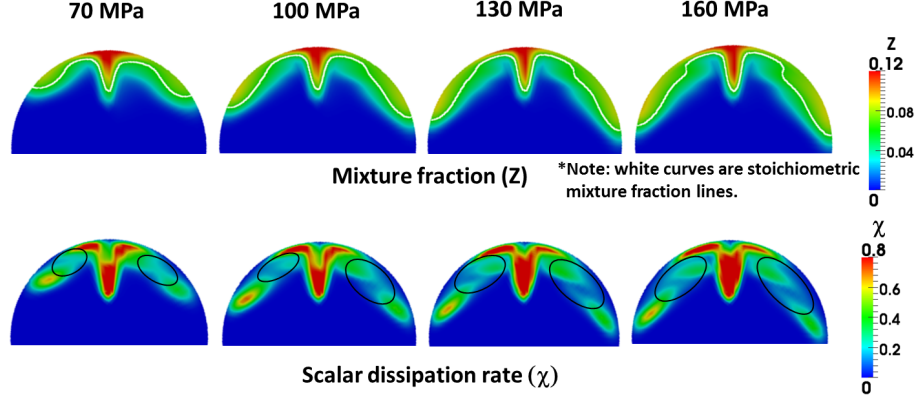 70 MPa 100 MPa 130 MPa 160 MPa
Z
0.12
0.08
0.04
0
Mixture fraction (Z)
*Note: white curves are stoichiometric
mixture fraction lines.
χ
0.8
0.6
0.4
0.2
0
Scalar dissipation rate (χ)